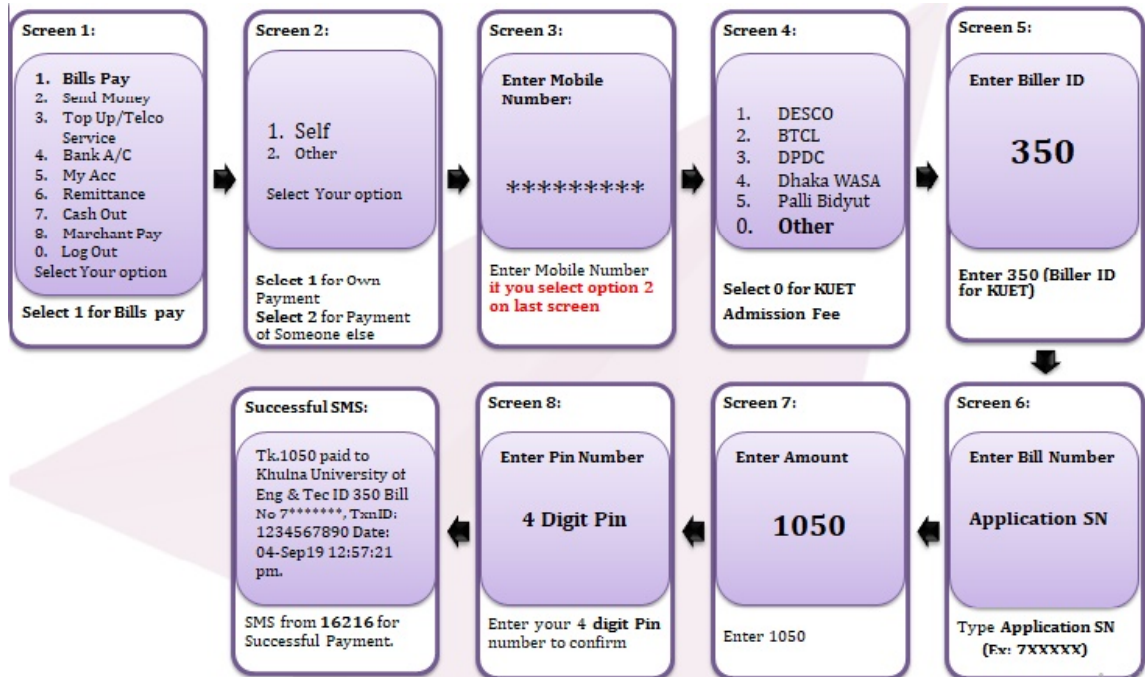 Screen 1:
1. Bills Pay
2. Send Money
3. Top Up/Telco
Service
4. Bank A/C
5. My Acc
6. Remittance
7. Cash Out
8. Marchant Pay
0. Log Out
Select Your option
Select 1 for Bills pay
Screen 2:
1. Self
2. Other
Select Your option
Select 1 for Own
Payment
Select 2 for Payment
of Someone else
Screen 3:
Enter Mobile
Number:
*********
Enter Mobile Number
if you select option 2
on last screen
Screen 4:
1. DESCO
2. BTCL
3. DPDC
4. Dhaka WASA
5. Palli Bidyut
0. Other
Select 0 for KUET
Admission Fee
Screen 5:
Enter Biller ID
350
Enter 350 (Biller ID
for KUET)
Screen 6:
Enter Bill Number
Application SN
Type Application SN
(Ex: 7XXXXX)
Screen 7:
Enter Amount
1050
Enter 1050
Screen 8:
Enter Pin Number
4 Digit Pin
Enter your 4 digit Pin
number to confirm
Successful SMS:
Tk.1050 paid to
Khulna University of
Eng & Tec ID 350 Bill
No 7*******, TxnID:
1234567890 Date:
04-Sep19 12:57:21
pm.
SMS from 16216 for
Successful Payment.